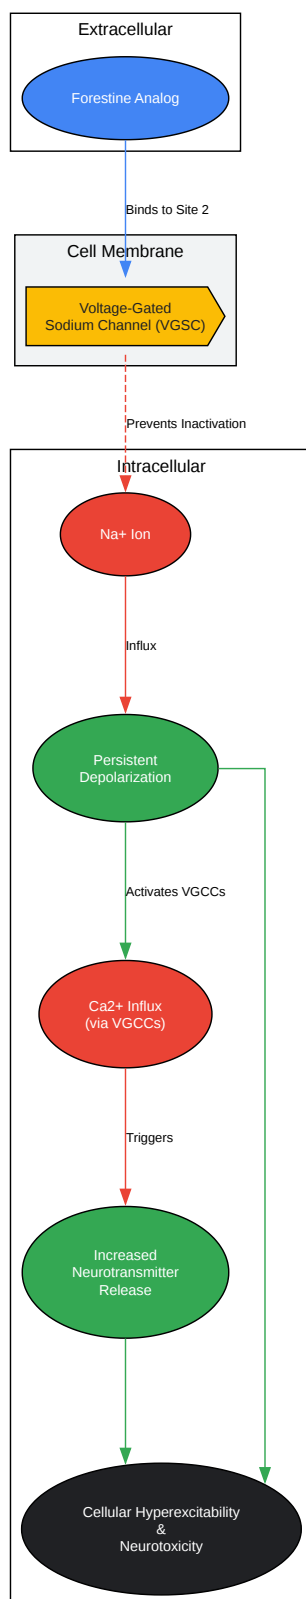 Extracellular
Forestine Analog
Binds to Site 2
Cell Membrane
Voltage-Gated
Sodium Channel (VGSC)
Prevents Inactivation
Intracellular
Na+ Ion
Influx
Persistent
Depolarization
Activates VGCCs
Ca2+ Influx
(via VGCCs)
Triggers
Increased
Neurotransmitter
Release
Cellular Hyperexcitability
&
Neurotoxicity